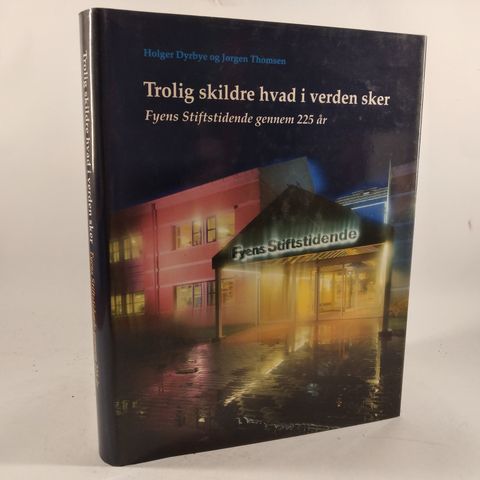 Holger Dyrbye og Jørgen Thomsen
Trolig skildre hvad i verden sker
Fyens Stiftstidende gennem 225 år
Fyens Stiftstidende
Trolig skildre hvad i verden sker
Fyens